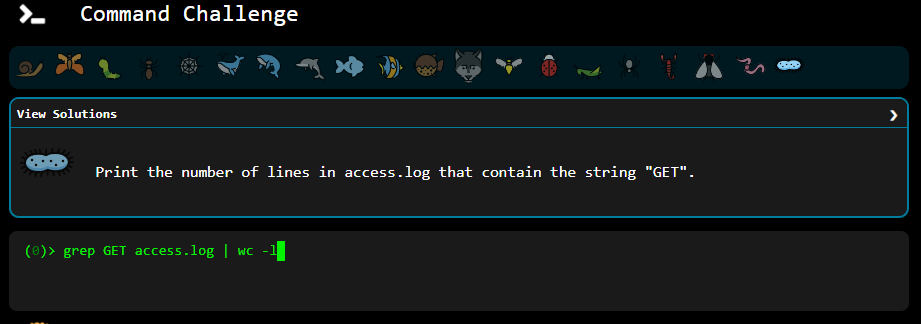 Command Challenge
View Solutions
Print the number of lines in access.log that contain the string "GET".
(0)> grep GET access.log | wc -l